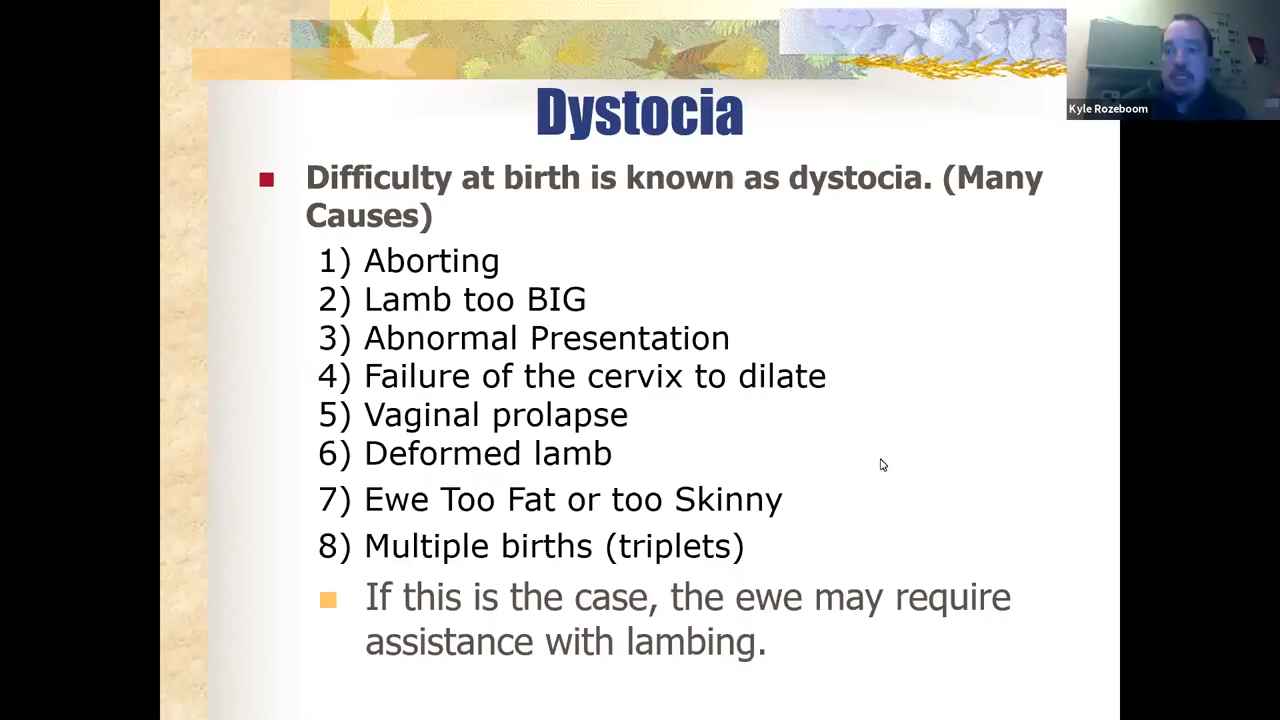 Dystocia
Kyle Rozeboom
Difficulty at birth is known as dystocia. (Many
Causes)
1) Aborting
2) Lamb too BIG
3) Abnormal Presentation
4) Failure of the cervix to dilate
5) Vaginal prolapse
6) Deformed lamb
7) Ewe Too Fat or too Skinny
8) Multiple births (triplets)
If this is the case, the ewe may require
assistance with lambing.